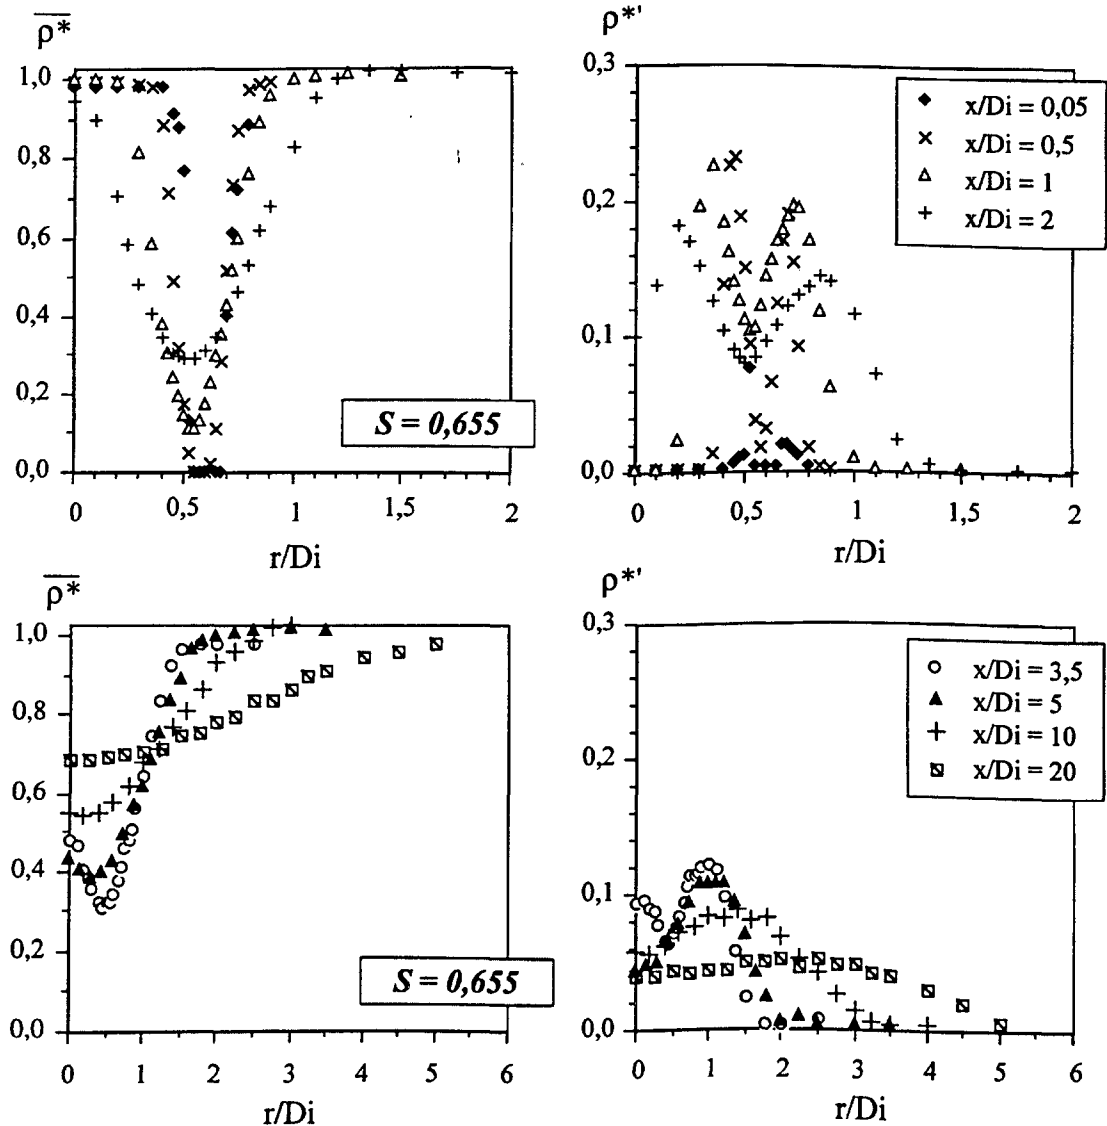 ρ*
1,0
0,8
0,6
0,4
0,2
0,0
0
0,5
1
1,5
2
r/Di
S = 0,655
ρ*'
0,3
0,2
0,1
0,0
0
0,5
1
1,5
2
r/Di
x/Di = 0,05
x/Di = 0,5
x/Di = 1
x/Di = 2
ρ*
1,0
0,8
0,6
0,4
0,2
0,0
0
1
2
3
4
5
6
r/Di
S = 0,655
ρ*'
0,3
0,2
0,1
0,0
0
1
2
3
4
5
6
r/Di
x/Di = 3,5
x/Di = 5
x/Di = 10
x/Di = 20